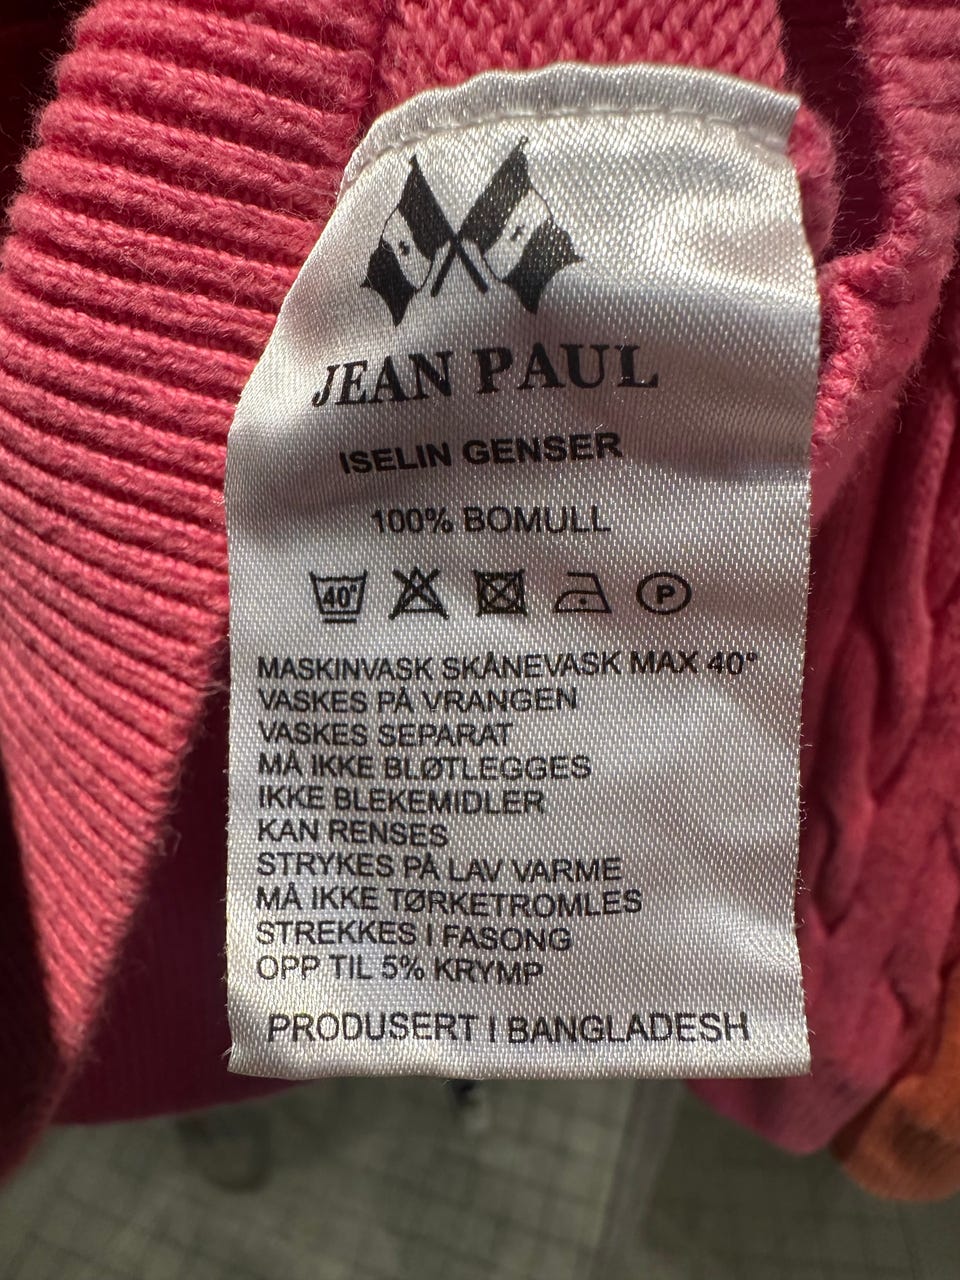 JEAN PAUL
ISELIN GENSER
100% BOMULL
40° P
MASKINVASK SKÅNEVASK MAX 40°
VASKES PÅ VRANGEN
VASKES SEPARAT
MÅ IKKE BLØTLEGGES
IKKE BLEKEMIDLER
KAN RENSES
STRYKES PÅ LAV VARME
MÅ IKKE TØRKETROMLES
STREKKES I FASONG
OPP TIL 5% KRYMP
PRODUSERT I BANGLADESH